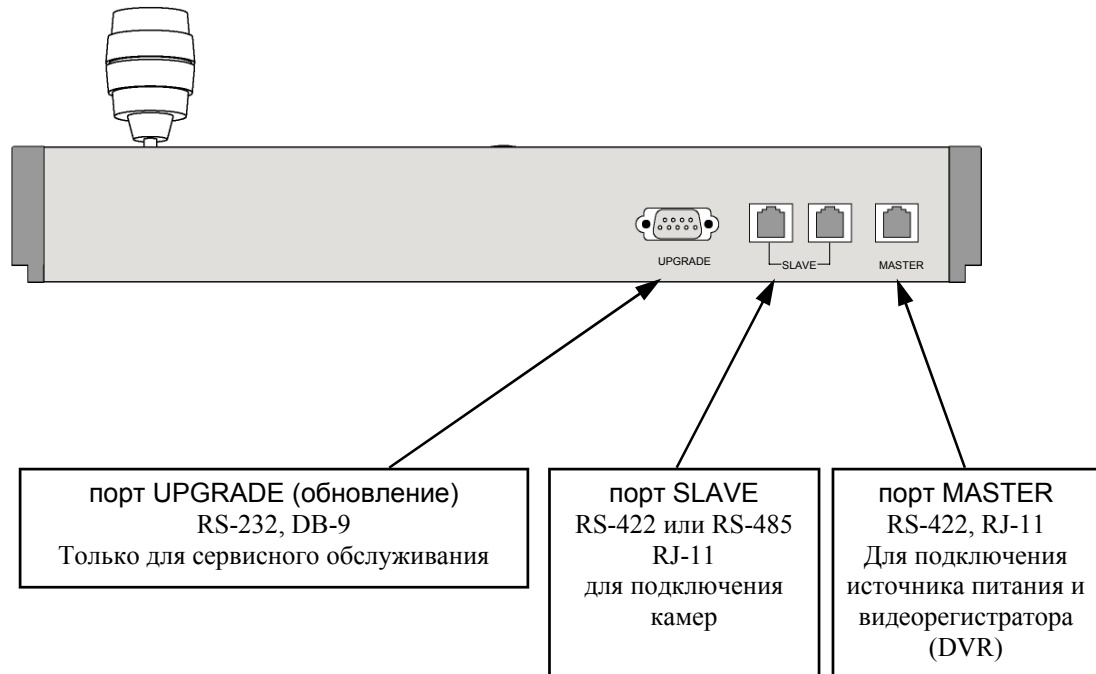 UPGRADE
SLAVE
MASTER
порт UPGRADE (обновление)
RS-232, DB-9
Только для сервисного обслуживания
порт SLAVE
RS-422 или RS-485
RJ-11
для подключения
камер
порт MASTER
RS-422, RJ-11
Для подключения
источника питания и
видеорегистратора
(DVR)